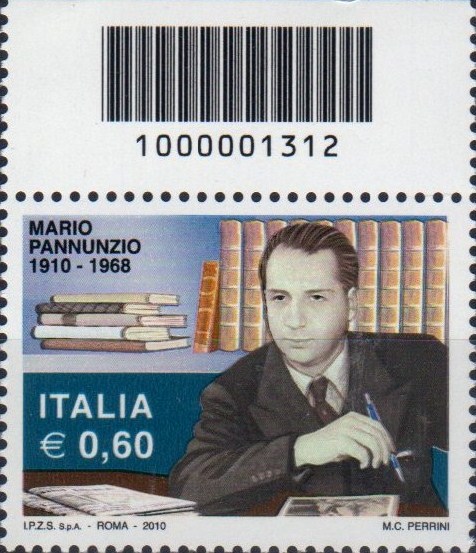 1000001312
MARIO
PANNUNZIO
1910 - 1968
ITALIA
€ 0,60
I.P.Z.S. S.p.A. - ROMA - 2010
M.C. PERRINI